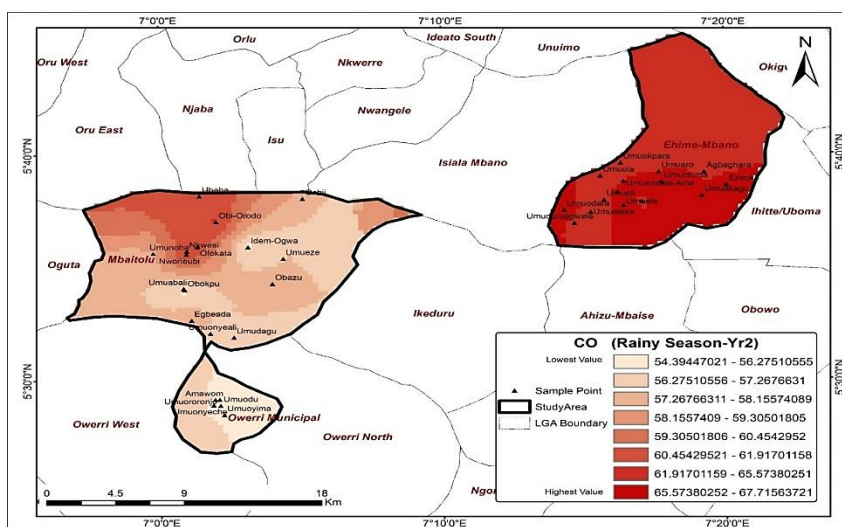 7°0'0"E 7°10'0"E 7°20'0"E
Orlu
Ideato South
Oru West
Nkwerre
Unuimo
N
Okigw
Njaba
Nwangele
Oru East
Isu
5°40'0"N
Isiala Mbano
Ehime-Mbano
5°40'0"N
Umuokpara
Umuola
Umuaro
Agbaghara
Ezeoke
Umunakagu
Umuodara
Umueleke
Ihitte/Uboma
Ubaha
Obi-Orodo
Umunoha
Nkwesi
Idem-Ogwa
Mbaitolu
Ofekata
Umueze
Nworieubi
Oguta
Umuabali
Obokpu
Obazu
Egbeada
Umuonyeali
Umudagu
Ikeduru
Ahizu-Mbaise
Obowo
5°30'0"N
5°30'0"N
Amawom
Umuodu
Umuororonjo
Umuoyima
Umuonyeche
Owerri Municipal
Owerri West
Owerri North
CO (Rainy Season-Yr2)
Lowest Value
54.39447021 - 56.27510555
56.27510556 - 57.2676631
57.26766311 - 58.15574089
58.1557409 - 59.30501805
59.30501806 - 60.4542952
60.45429521 - 61.91701158
61.91701159 - 65.57380251
65.57380252 - 67.71563721
Highest Value
Sample Point
StudyArea
LGA Boundary
0 4.5 9 18
Km
7°0'0"E 7°10'0"E 7°20'0"E